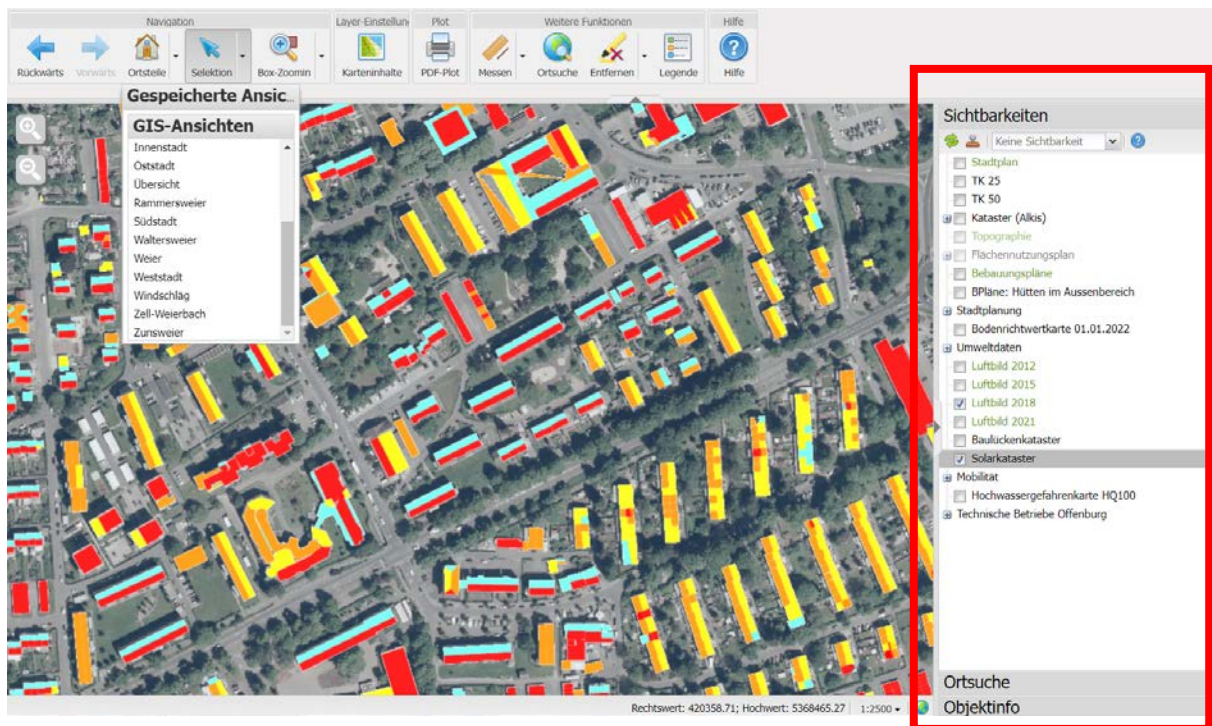 Navigation
Layer-Einstellun
Plot
Weitere Funktionen
Hilfe
Rückwärts
Vorwärts
Ortsteile
Selektion
Box-Zoomin
Karteninhalte
PDF-Plot
Messen
Ortsuche
Entfernen
Legende
Hilfe
Gespeicherte Ansic...
GIS-Ansichten
Innenstadt
Oststadt
Übersicht
Rammersweier
Südstadt
Waltersweier
Weier
Weststadt
Windschläg
Zell-Weierbach
Zunsweier
Sichtbarkeiten
Keine Sichtbarkeit
Stadtplan
TK 25
TK 50
Kataster (Alkis)
Topographie
Flächennutzungsplan
Bebauungspläne
BPläne: Hütten im Aussenbereich
Stadtplanung
Bodenrichtwertkarte 01.01.2022
Umweltdaten
Luftbild 2012
Luftbild 2015
Luftbild 2018
Luftbild 2021
Baulückenkataster
Solarkataster
Mobilität
Hochwassergefahrenkarte HQ100
Technische Betriebe Offenburg
Ortsuche
Objektinfo
Rechtswert: 420358.71; Hochwert: 5368465.27 1:2500